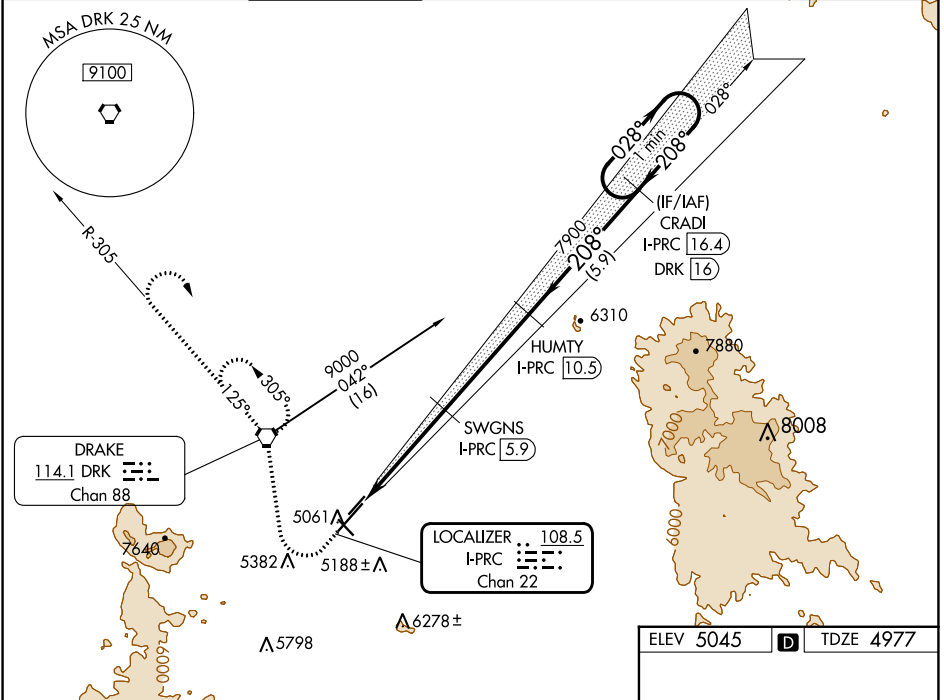 MSA DRK 25 NM
9100
R-305
125°
305°
9000
042°
(16)
028°
1 min
208°
028°
7900
208°
(5.9)
(IF/IAF)
CRADI
I-PRC 16.4
DRK 16
6310
HUMTY
I-PRC 10.5
7880
7000
8008
6000
SWGNS
I-PRC 5.9
DRAKE
114.1 DRK
Chan 88
5061
LOCALIZER 108.5
I-PRC
Chan 22
7640
5382
5188±
6278±
5798
6000
ELEV 5045 D TDZE 4977